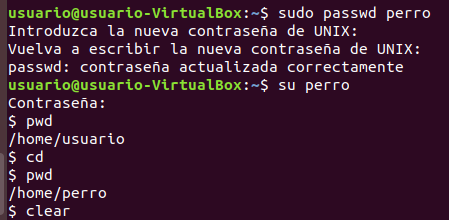 usuario@usuario-VirtualBox:~$ sudo passwd perro
Introduzca la nueva contraseña de UNIX:
Vuelva a escribir la nueva contraseña de UNIX:
passwd: contraseña actualizada correctamente
usuario@usuario-VirtualBox:~$ su perro
Contraseña:
$ pwd
/home/usuario
$ cd
$ pwd
/home/perro
$ clear